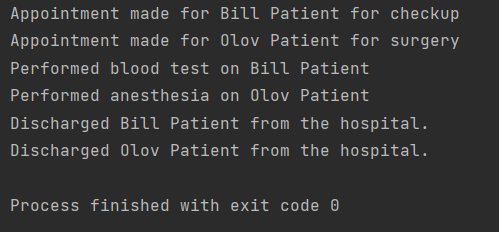 Appointment made for Bill Patient for checkup
Appointment made for Olov Patient for surgery
Performed blood test on Bill Patient
Performed anesthesia on Olov Patient
Discharged Bill Patient from the hospital.
Discharged Olov Patient from the hospital.
Process finished with exit code 0